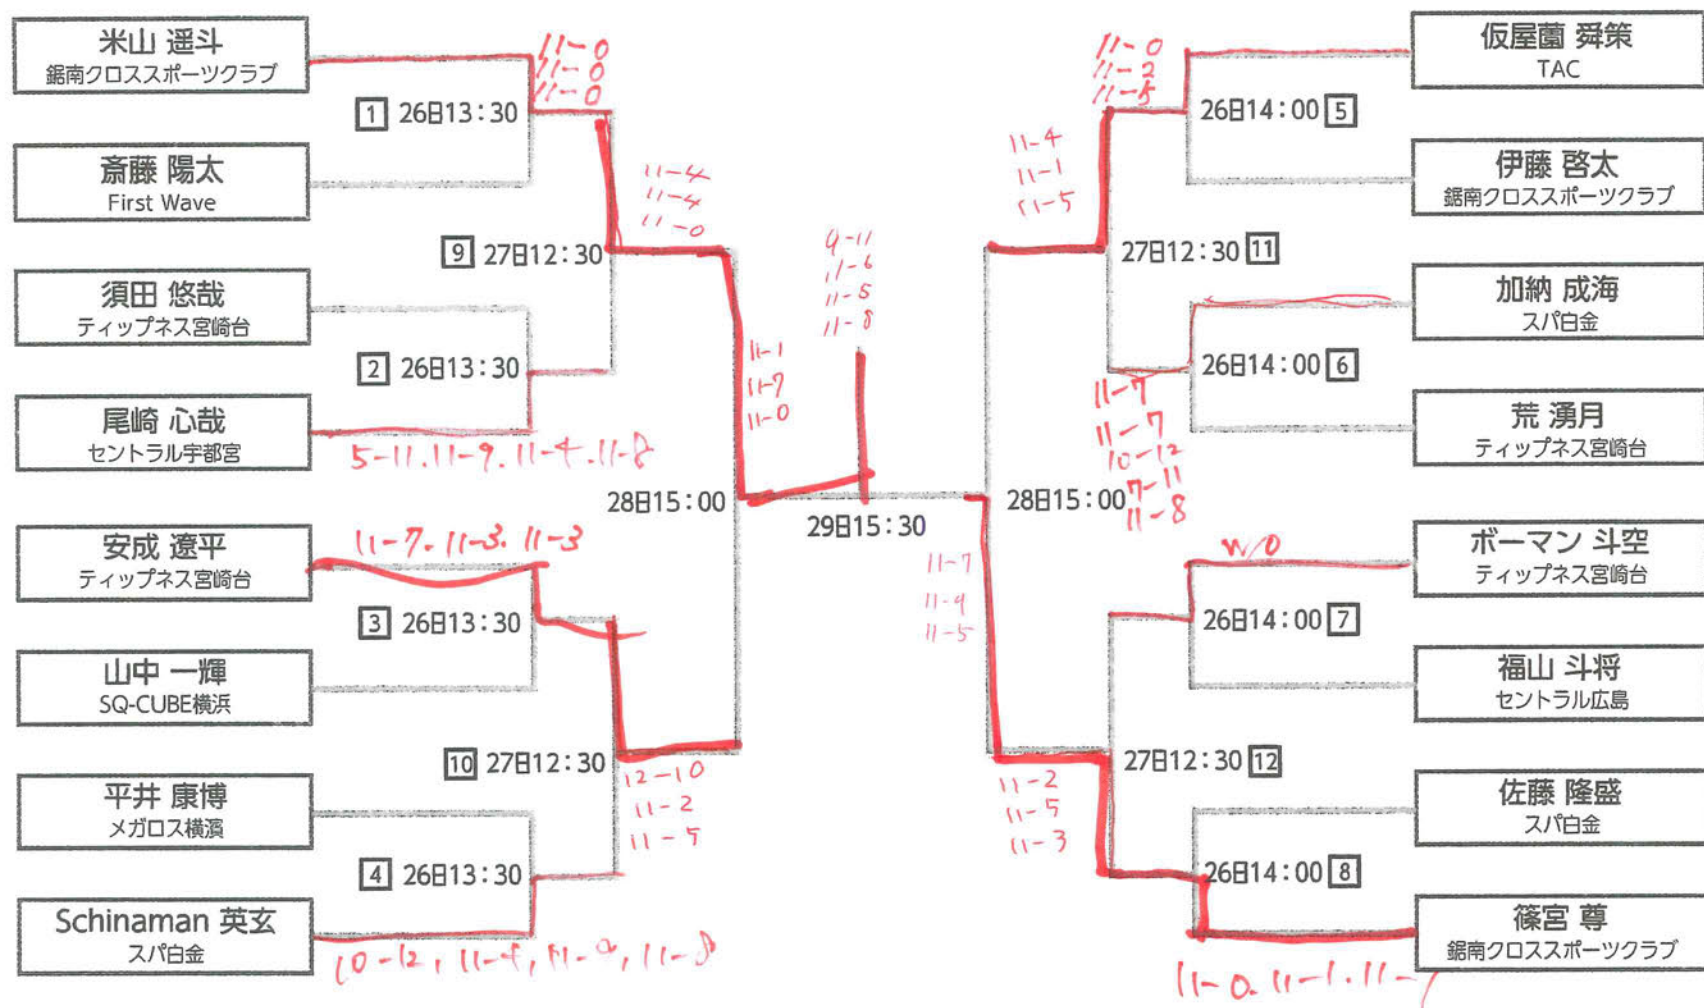 米山 遥斗
鋸南クロススポーツクラブ
1 26日13:30
11-0
11-0
11-0
斎藤 陽太
First Wave
9 27日12:30
11-4
11-4
11-0
須田 悠哉
ティップネス宮崎台
2 26日13:30
尾崎 心哉
セントラル宇都宮
5-11.11-9.11-4.11-8
28日15:00
11-1
11-7
11-0
安成 遼平
ティップネス宮崎台
11-7. 11-3. 11-3
3 26日13:30
山中 一輝
SQ-CUBE横浜
10 27日12:30
12-10
11-2
11-5
平井 康博
メガロス横濱
4 26日13:30
Schinaman 英玄
スパ白金
10-12, 11-4, 11-9, 11-8
9-11
11-6
11-5
11-8
29日15:30
仮屋薗 舜策
TAC
11-0
11-2
11-5
26日14:00 5
伊藤 啓太
鋸南クロススポーツクラブ
11-4
11-1
11-5
27日12:30 11
加納 成海
スパ白金
26日14:00 6
荒 湧月
ティップネス宮崎台
11-7
11-7
10-12
7-11
11-8
28日15:00
11-7
11-9
11-5
ボーマン 斗空
ティップネス宮崎台
W/O
26日14:00 7
福山 斗将
セントラル広島
27日12:30 12
11-2
11-5
11-3
佐藤 隆盛
スパ白金
26日14:00 8
篠宮 尊
鋸南クロススポーツクラブ
11-0. 11-1. 11-